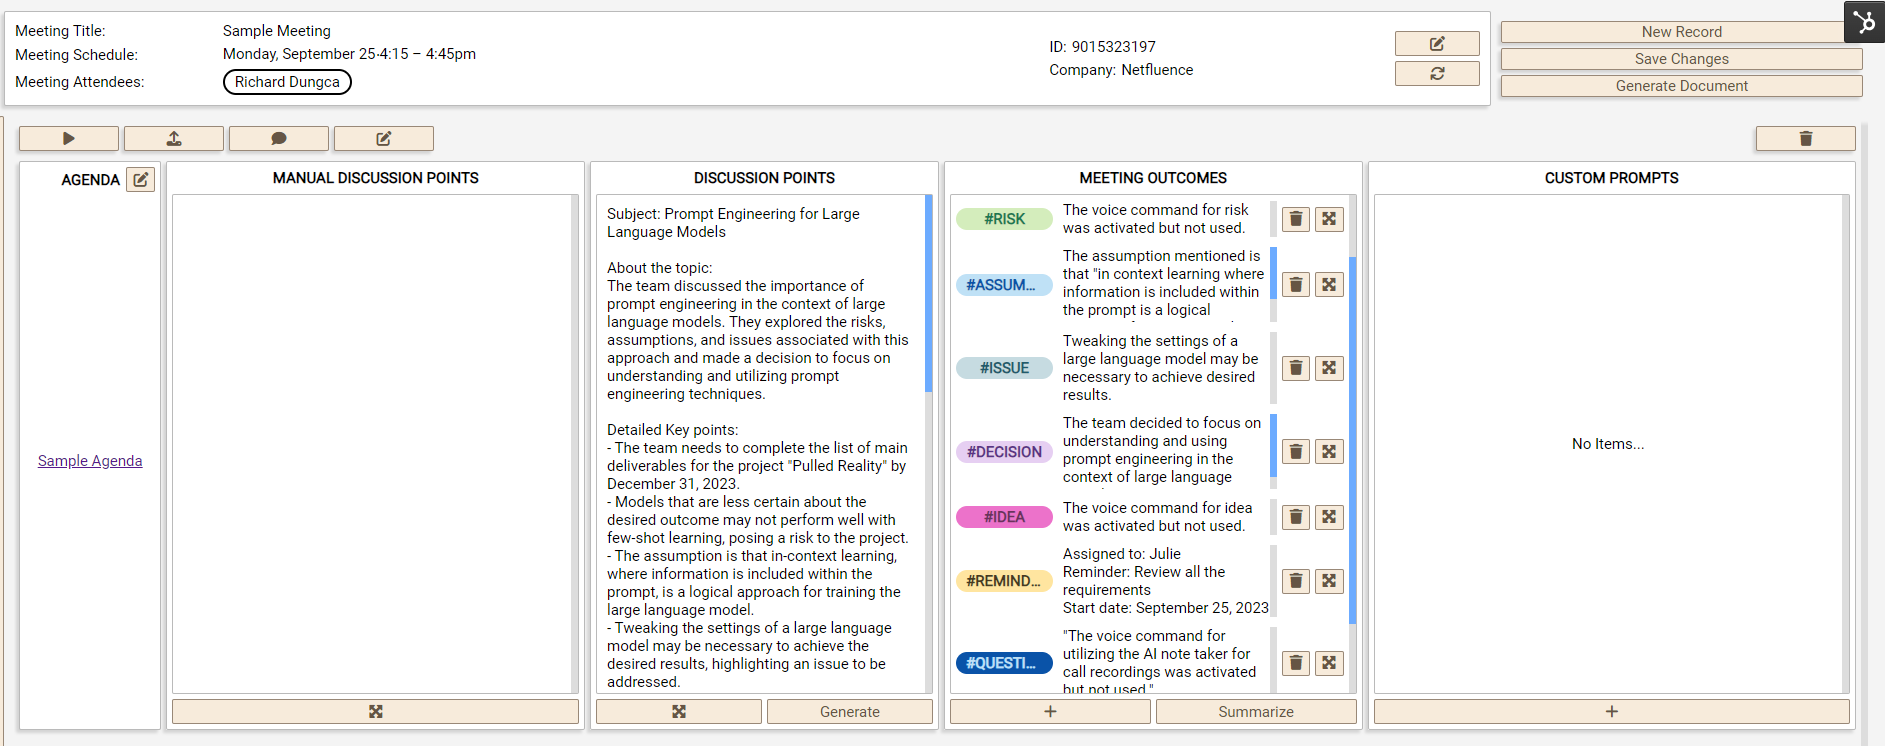 Meeting Title: Sample Meeting
Meeting Schedule: Monday, September 25·4:15 – 4:45pm
Meeting Attendees: Richard Dungca
ID: 9015323197
Company: Netfluence
New Record
Save Changes
Generate Document
AGENDA
Sample Agenda
MANUAL DISCUSSION POINTS
DISCUSSION POINTS
Subject: Prompt Engineering for Large
Language Models
About the topic:
The team discussed the importance of
prompt engineering in the context of large
language models. They explored the risks,
assumptions, and issues associated with this
approach and made a decision to focus on
understanding and utilizing prompt
engineering techniques.
Detailed Key points:
- The team needs to complete the list of main
deliverables for the project "Pulled Reality" by
December 31, 2023.
- Models that are less certain about the
desired outcome may not perform well with
few-shot learning, posing a risk to the project.
- The assumption is that in-context learning,
where information is included within the
prompt, is a logical approach for training the
large language model.
- Tweaking the settings of a large language
model may be necessary to achieve the
desired results, highlighting an issue to be
addressed.
Generate
MEETING OUTCOMES
#RISK
The voice command for risk
was activated but not used.
#ASSUM...
The assumption mentioned is
that "in context learning where
information is included within
the prompt is a logical
#ISSUE
Tweaking the settings of a
large language model may be
necessary to achieve desired
results.
#DECISION
The team decided to focus on
understanding and using
prompt engineering in the
context of large language
#IDEA
The voice command for idea
was activated but not used.
#REMIND...
Assigned to: Julie
Reminder: Review all the
requirements
Start date: September 25, 2023
#QUESTI...
"The voice command for
utilizing the AI note taker for
call recordings was activated
but not used."
Summarize
CUSTOM PROMPTS
No Items...